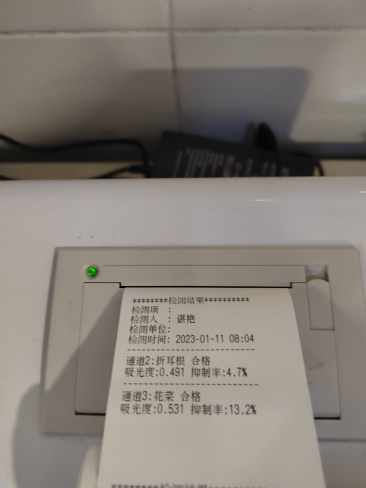 ********检测结果**********
检测项  :
检测人  : 谌艳
检测单位:
检测时间: 2023-01-11 08:04
------------------------
通道2:折耳根 合格
吸光度:0.491 抑制率:4.7%
------------------------
通道3:花菜 合格
吸光度:0.531 抑制率:13.2%